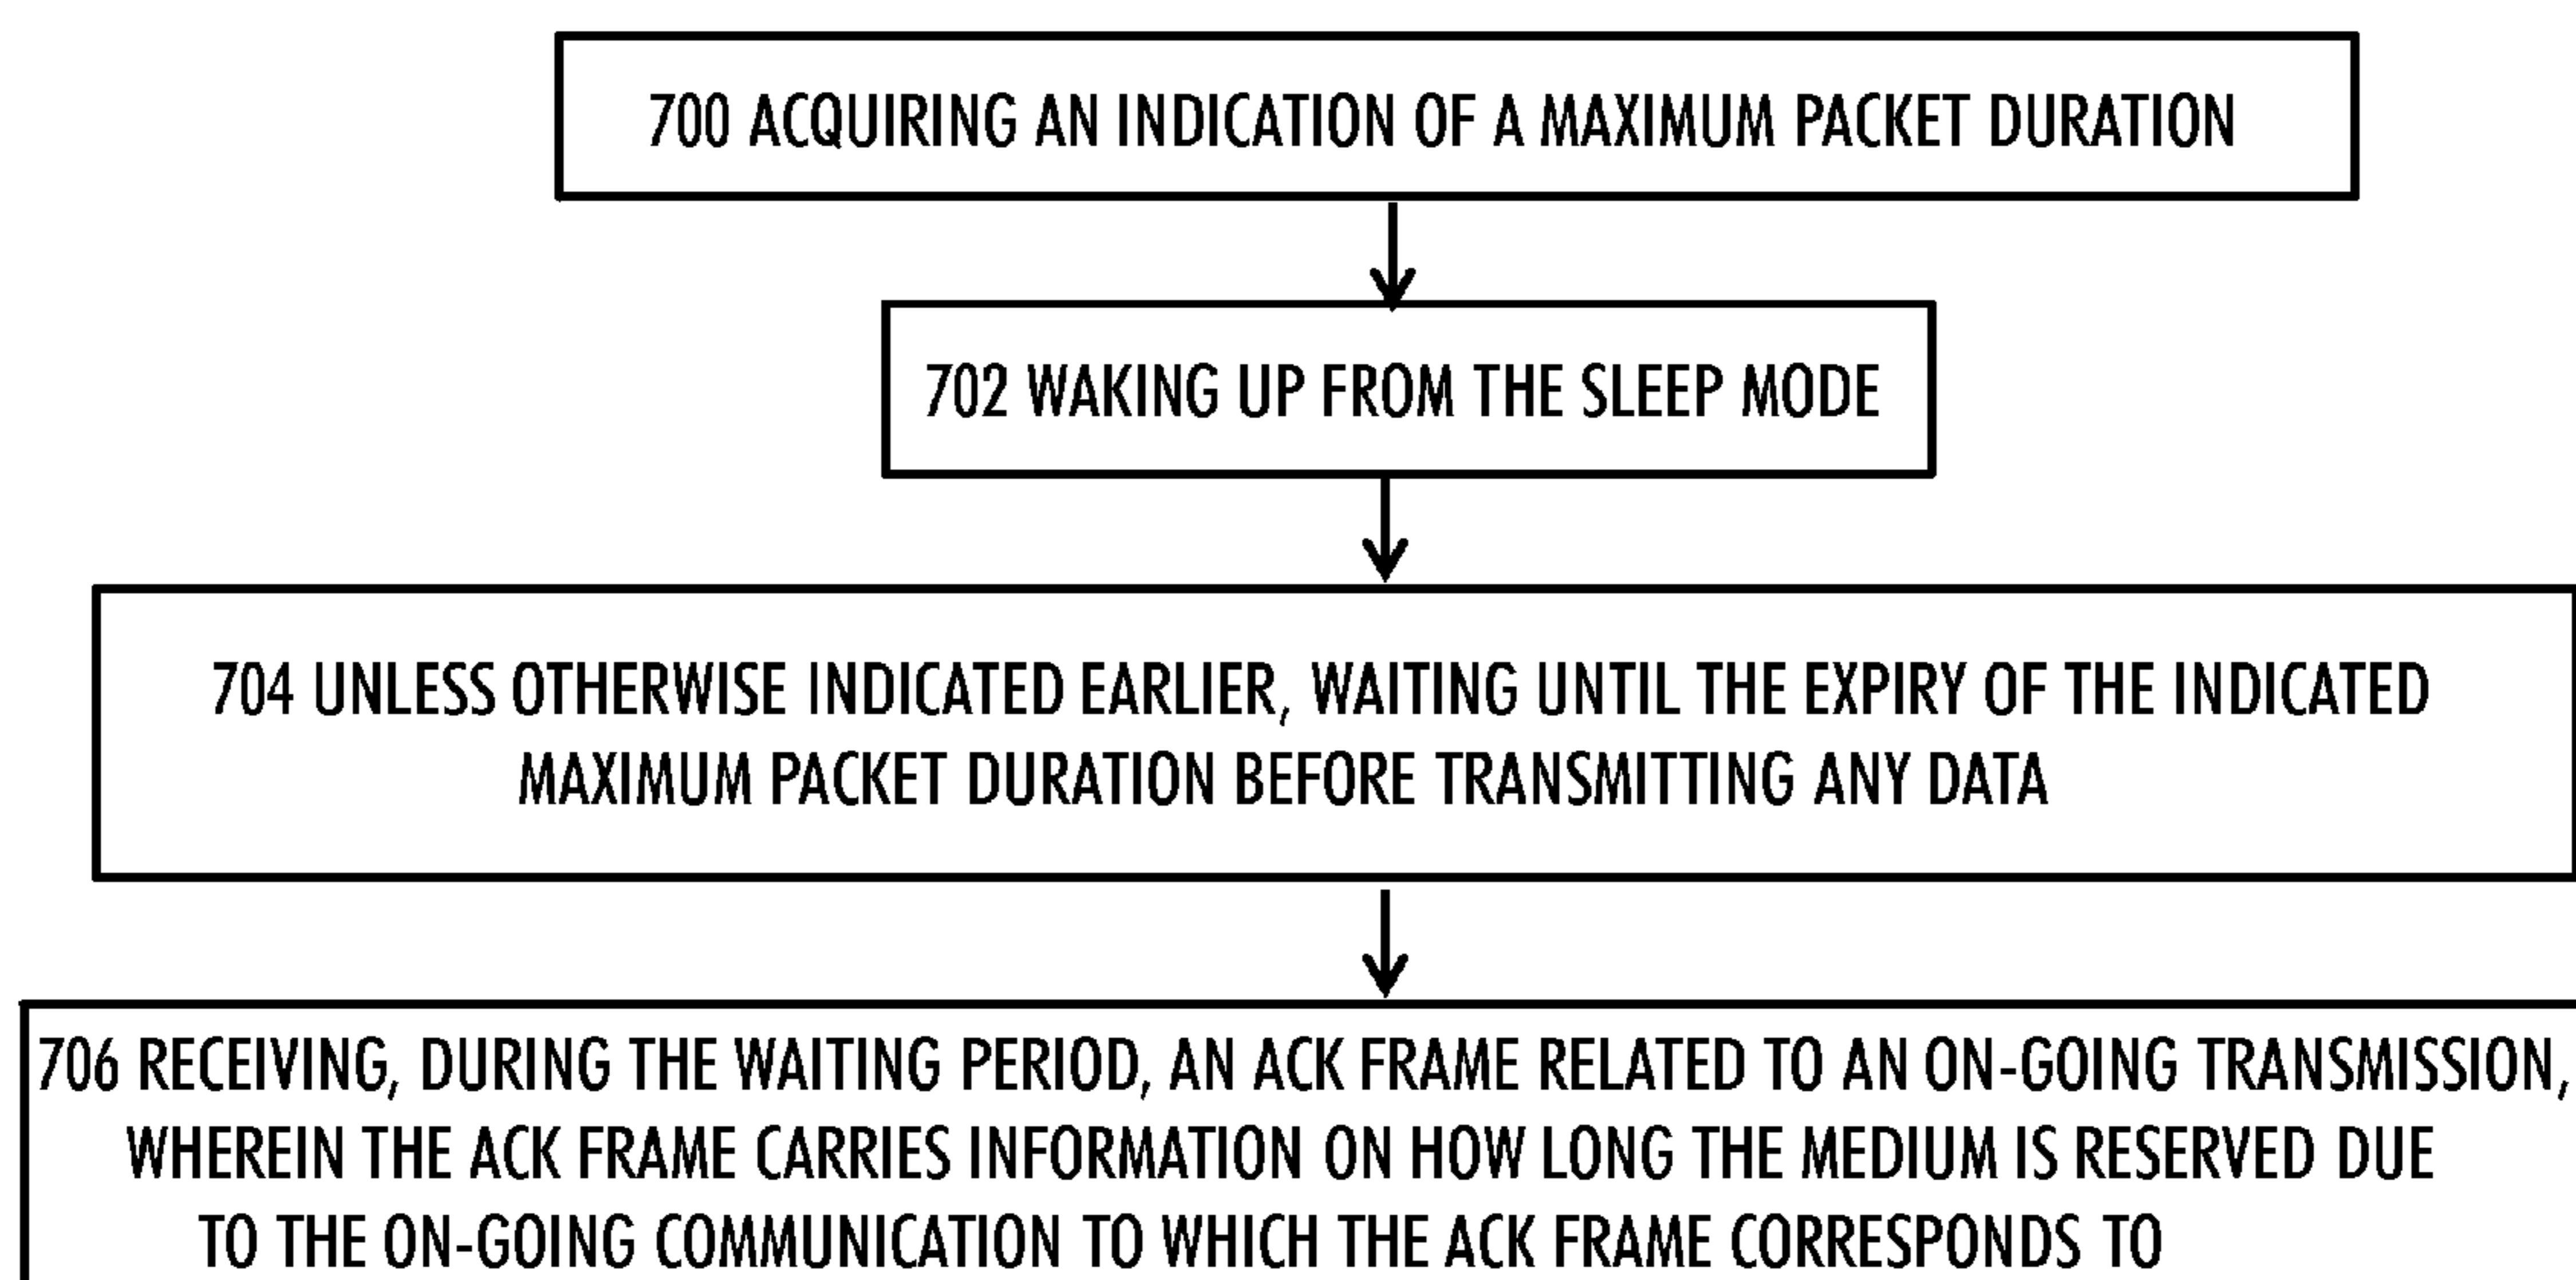 700 ACQUIRING AN INDICATION OF A MAXIMUM PACKET DURATION
702 WAKING UP FROM THE SLEEP MODE
704 UNLESS OTHERWISE INDICATED EARLIER, WAITING UNTIL THE EXPIRY OF THE INDICATED
MAXIMUM PACKET DURATION BEFORE TRANSMITTING ANY DATA
706 RECEIVING, DURING THE WAITING PERIOD, AN ACK FRAME RELATED TO AN ON-GOING TRANSMISSION,
WHEREIN THE ACK FRAME CARRIES INFORMATION ON HOW LONG THE MEDIUM IS RESERVED DUE
TO THE ON-GOING COMMUNICATION TO WHICH THE ACK FRAME CORRESPONDS TO